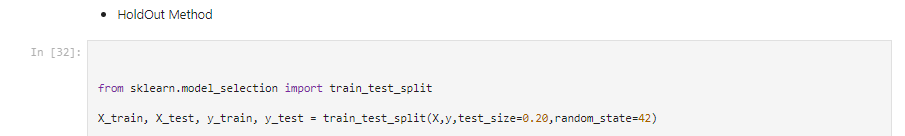 • HoldOut Method
In [32]:
from sklearn.model_selection import train_test_split
X_train, X_test, y_train, y_test = train_test_split(X,y,test_size=0.20,random_state=42)